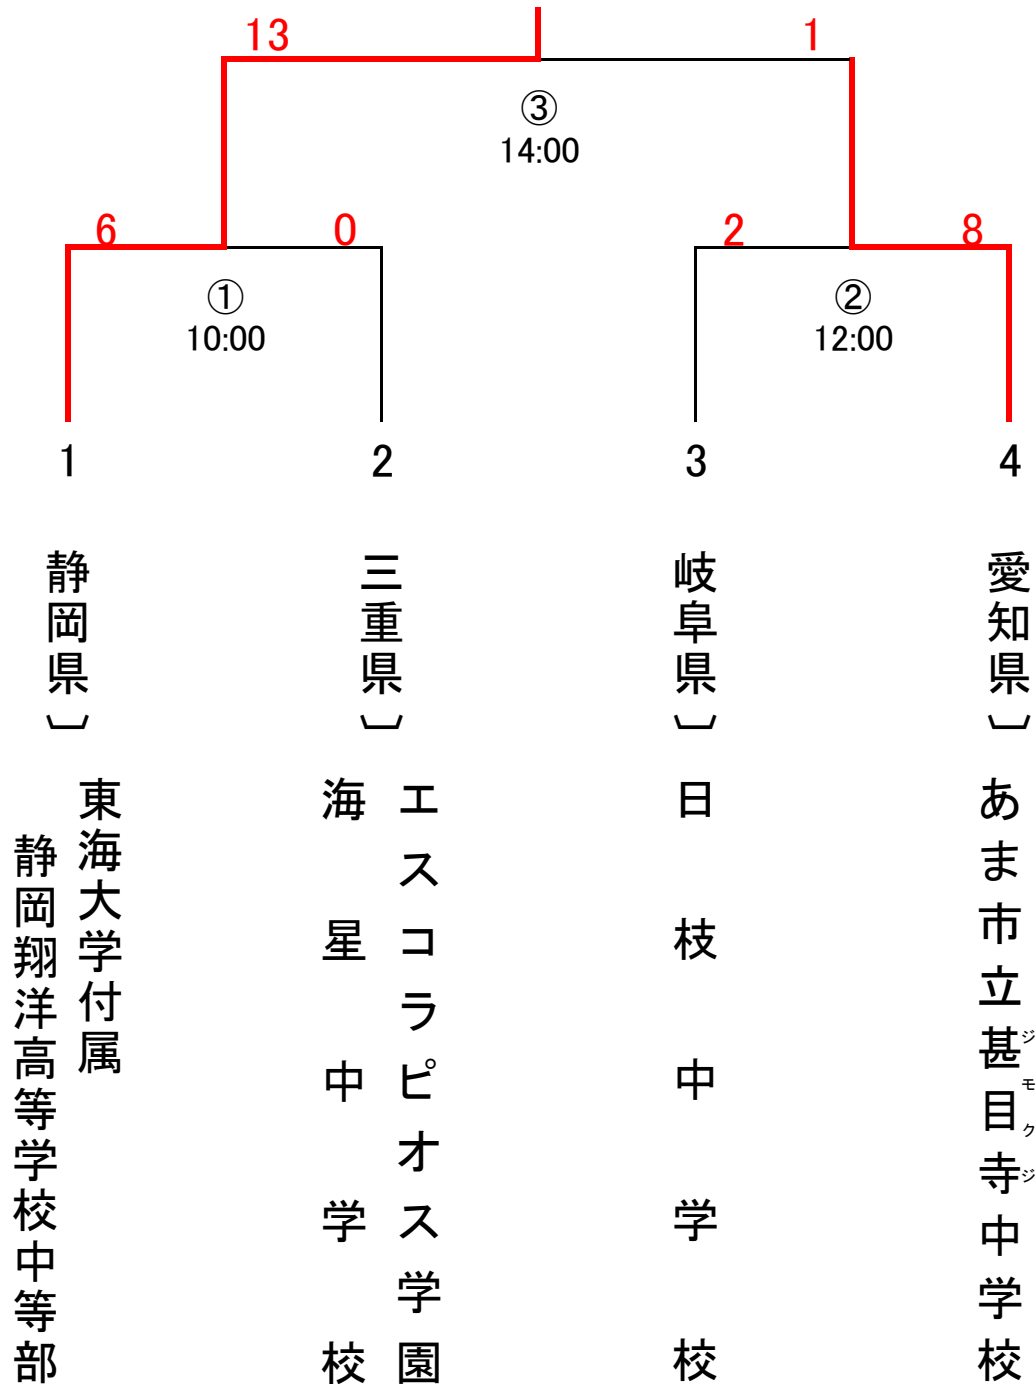 13 1
③
14:00
6 0 2 8
① ②
10:00 12:00
1 2 3 4
静岡県〕
東海大学付属
静岡翔洋高等学校中等部
三重県〕
エスコラピオス学園
海星中学校
岐阜県〕
日枝中学校
愛知県〕
あま市立甚目寺中学校
ジモクジ